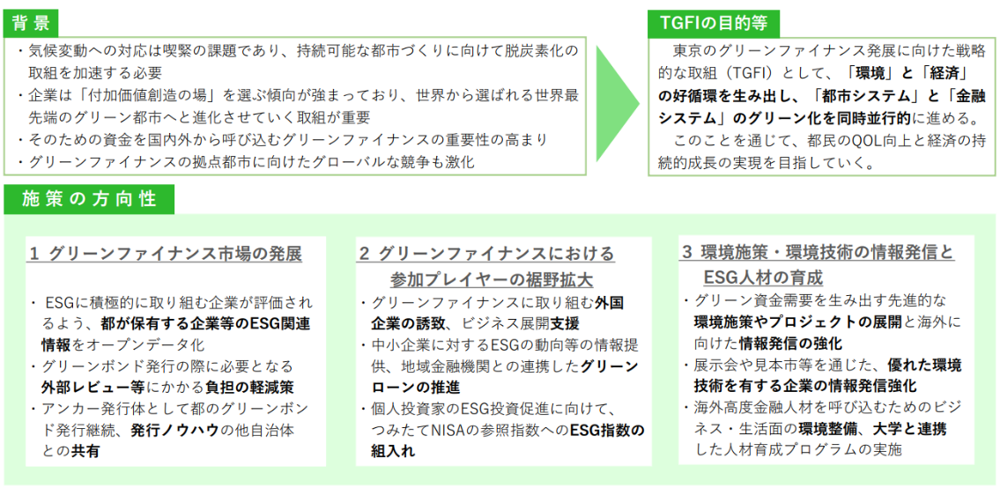 背景
・気候変動への対応は喫緊の課題であり、持続可能な都市づくりに向けて脱炭素化の
取組を加速する必要
・企業は「付加価値創造の場」を選ぶ傾向が強まっており、世界から選ばれる世界最
先端のグリーン都市へと進化させていく取組が重要
・そのための資金を国内外から呼び込むグリーンファイナンスの重要性の高まり
・グリーンファイナンスの拠点都市に向けたグローバルな競争も激化
TGFIの目的等
東京のグリーンファイナンス発展に向けた戦略
的な取組（TGFI）として、「環境」と「経済」
の好循環を生み出し、「都市システム」と「金融
システム」のグリーン化を同時並行的に進める。
このことを通じて、都民のQOL向上と経済の持
続的成長の実現を目指していく。
施策の方向性
1 グリーンファイナンス市場の発展
・ESGに積極的に取り組む企業が評価され
るよう、都が保有する企業等のESG関連
情報をオープンデータ化
・グリーンボンド発行の際に必要となる
外部レビュー等にかかる負担の軽減策
・アンカー発行体として都のグリーンボン
ド発行継続、発行ノウハウの他自治体
との共有
2 グリーンファイナンスにおける
参加プレイヤーの裾野拡大
・グリーンファイナンスに取り組む外国
企業の誘致、ビジネス展開支援
・中小企業に対するESGの動向等の情報提
供、地域金融機関との連携したグリーン
ローンの推進
・個人投資家のESG投資促進に向けて、
つみたてNISAの参照指数へのESG指数の
組入れ
3 環境施策・環境技術の情報発信と
ESG人材の育成
・グリーン資金需要を生み出す先進的な
環境施策やプロジェクトの展開と海外に
向けた情報発信の強化
・展示会や見本市等を通じた、優れた環境
技術を有する企業の情報発信強化
・海外高度金融人材を呼び込むためのビジ
ネス・生活面の環境整備、大学と連携
した人材育成プログラムの実施